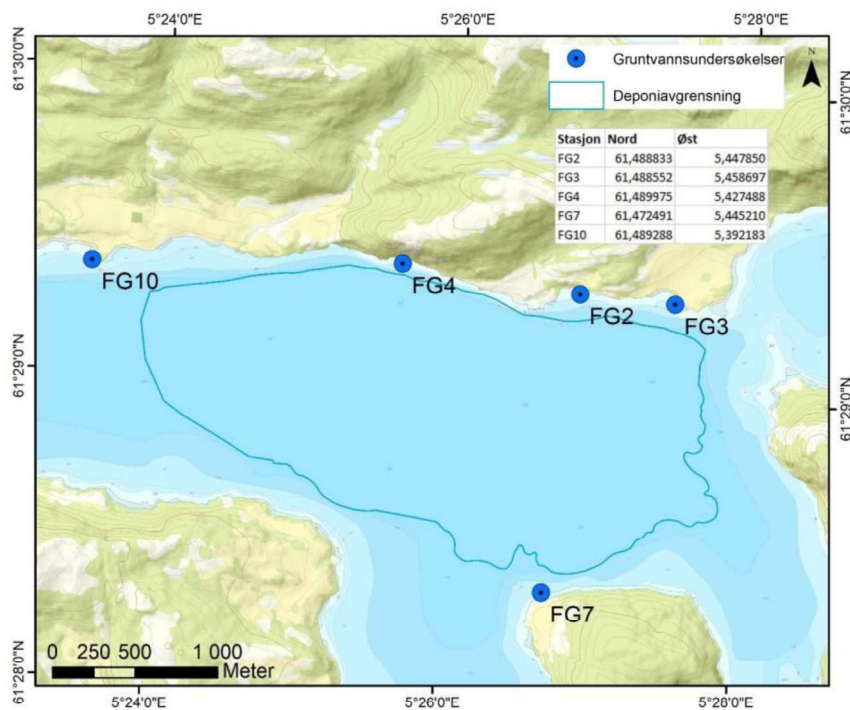 5°24'0"E
5°26'0"E
5°28'0"E
61°30'0"N
61°30'0"N
N
Gruntvannsundersøkelser
Deponiavgrensning
Stasjon Nord Øst
FG2 61,488833 5,447850
FG3 61,488552 5,458697
FG4 61,489975 5,427488
FG7 61,472491 5,445210
FG10 61,489288 5,392183
FG10
FG4
FG2
FG3
61°29'0"N
61°29'0"N
FG7
0 250 500 1 000
Meter
61°28'0"N
61°28'0"N
5°24'0"E
5°26'0"E
5°28'0"E